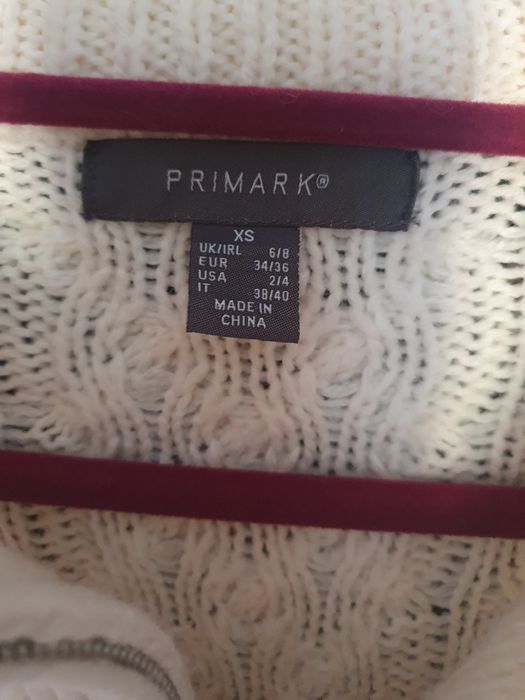 PRIMARK®
XS
UK/IRL 6/8
EUR 34/36
USA 2/4
IT 38/40
MADE IN
CHINA